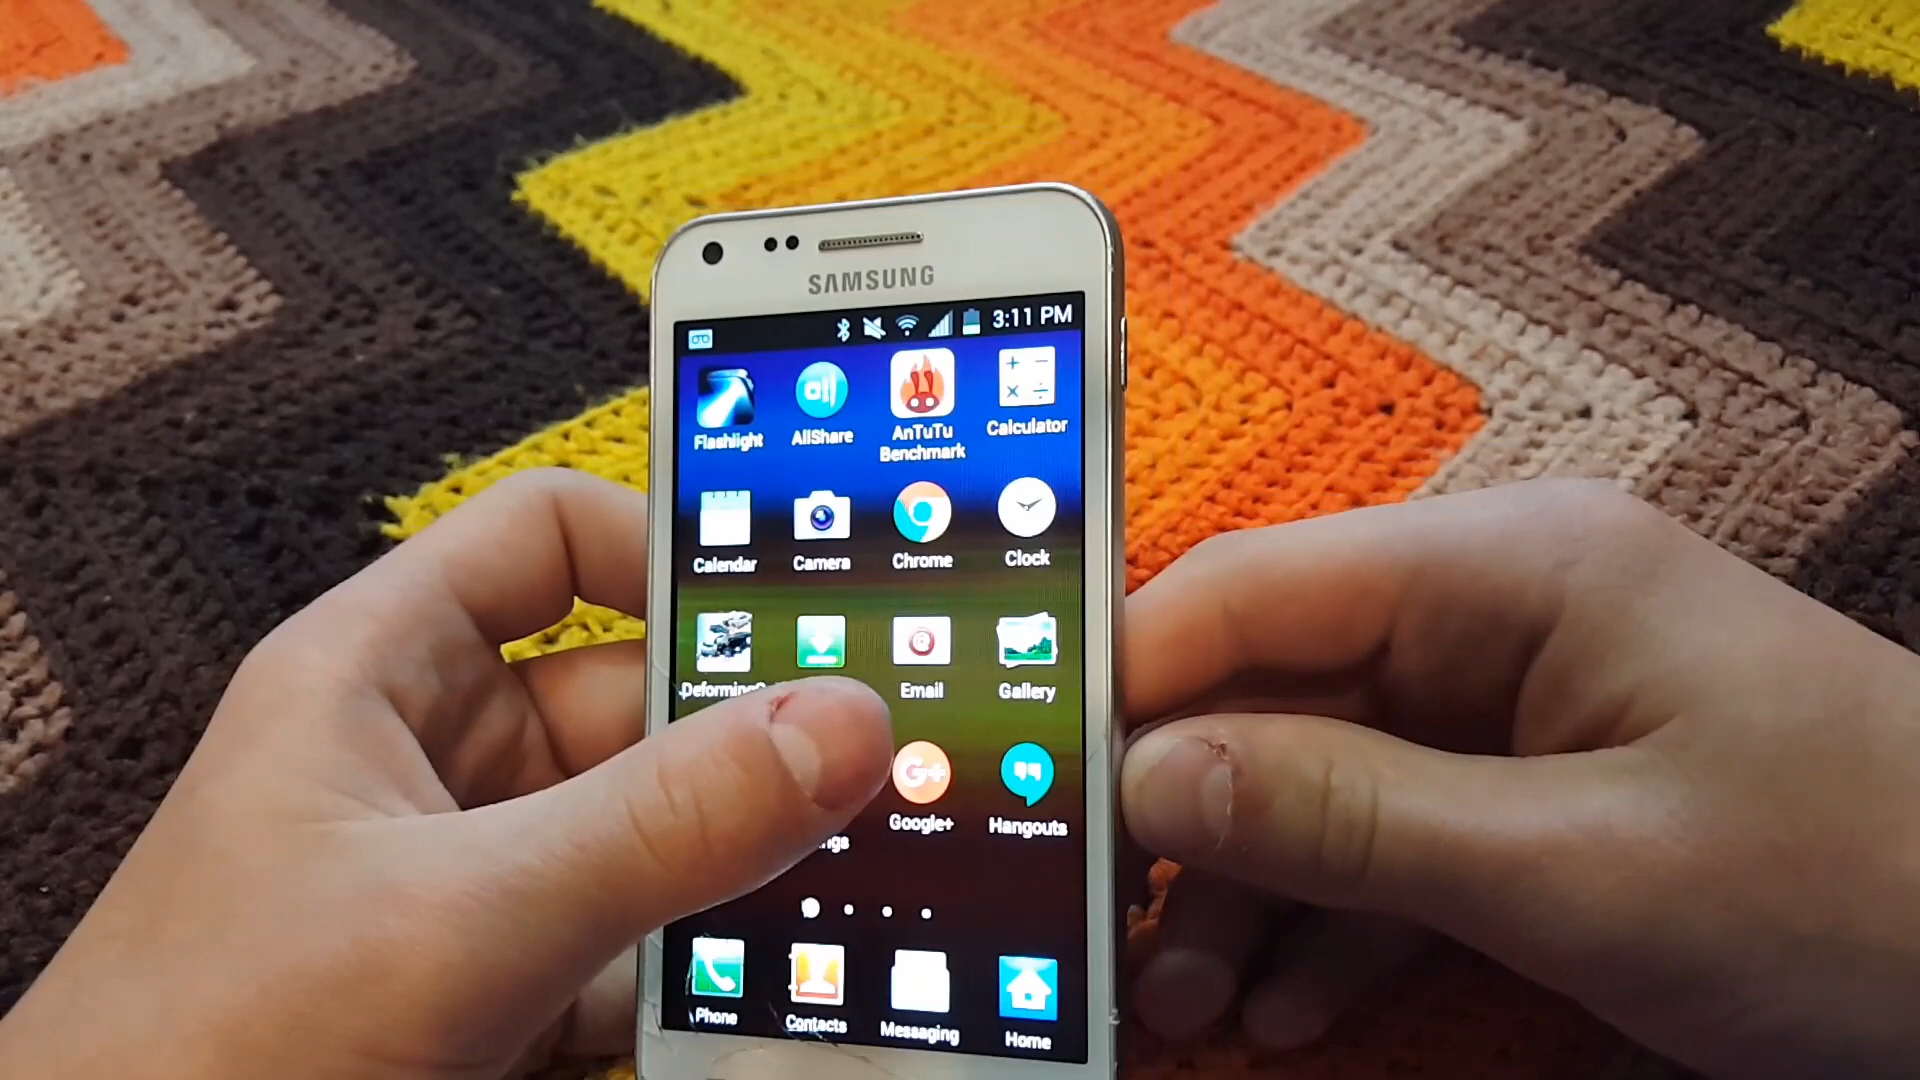 SAMSUNG
3:11 PM
Flashlight
AllShare
AnTuTu
Benchmark
Calculator
all
Calendar
Camera
Chrome
Clock
Email
Gallery
G+
Google+
Hangouts
Phone
Contacts
Messaging
Home